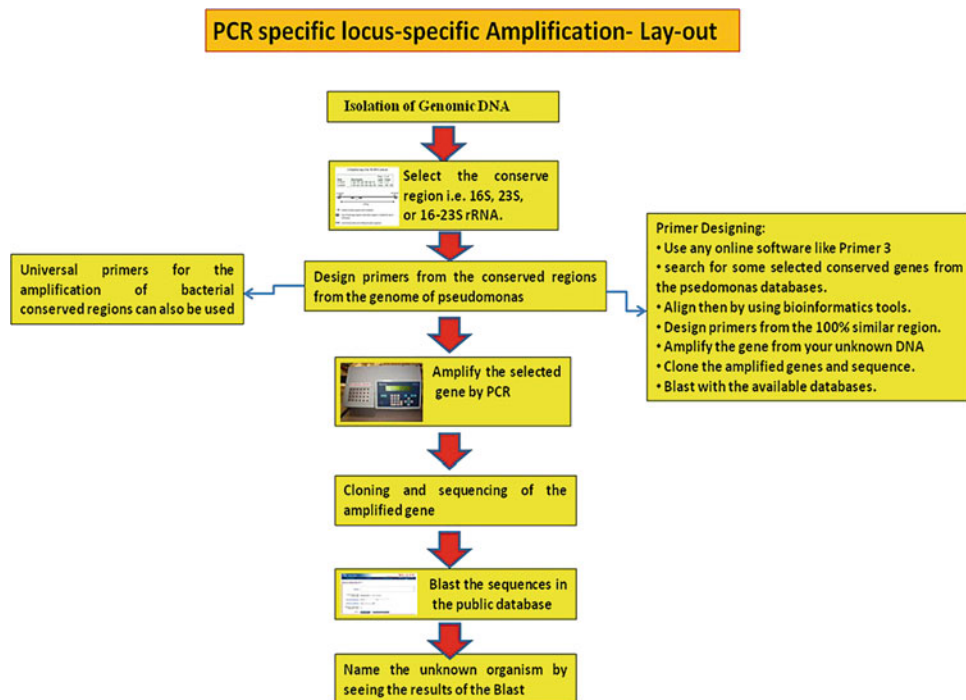 PCR specific locus-specific Amplification- Lay-out
Isolation of Genomic DNA
Select the conserve
region i.e. 16S, 23S,
or 16-23S rRNA.
Universal primers for the
amplification of bacterial
conserved regions can also be used
Design primers from the conserved regions
from the genome of pseudomonas
Primer Designing:
• Use any online software like Primer 3
• search for some selected conserved genes from
the psedomonas databases.
• Align then by using bioinformatics tools.
• Design primers from the 100% similar region.
• Amplify the gene from your unknown DNA
• Clone the amplified genes and sequence.
• Blast with the available databases.
Amplify the selected
gene by PCR
Cloning and sequencing of the
amplified gene
Blast the sequences in
the public database
Name the unknown organism by
seeing the results of the Blast